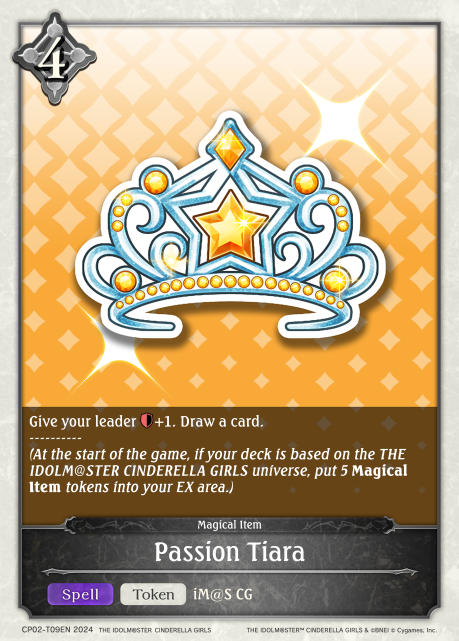 4
Give your leader +1. Draw a card.
----------
(At the start of the game, if your deck is based on the THE
IDOLM@STER CINDERELLA GIRLS universe, put 5 Magical
Item tokens into your EX area.)
Magical Item
Passion Tiara
Spell Token iM@S CG
CP02-T09EN 2024 THE IDOLM@STER CINDERELLA GIRLS THE IDOLM@STER™ CINDERELLA GIRLS & ©BNEI © Cygames, Inc.